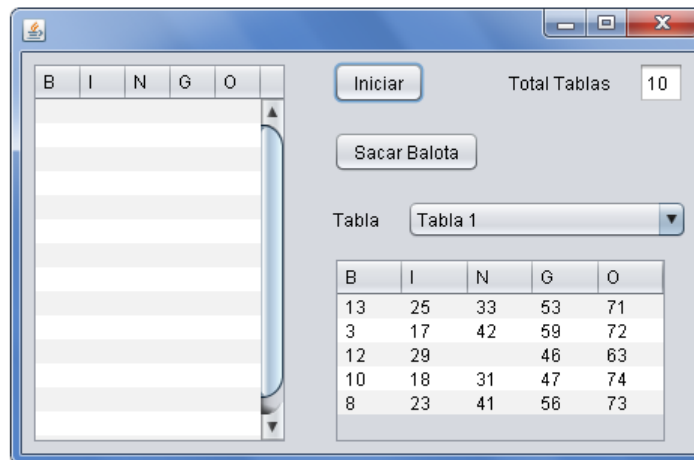 B I N G O
Iniciar
Total Tablas 10
Sacar Balota
Tabla Tabla 1
B I N G O
13 25 33 53 71
3 17 42 59 72
12 29 46 63
10 18 31 47 74
8 23 41 56 73